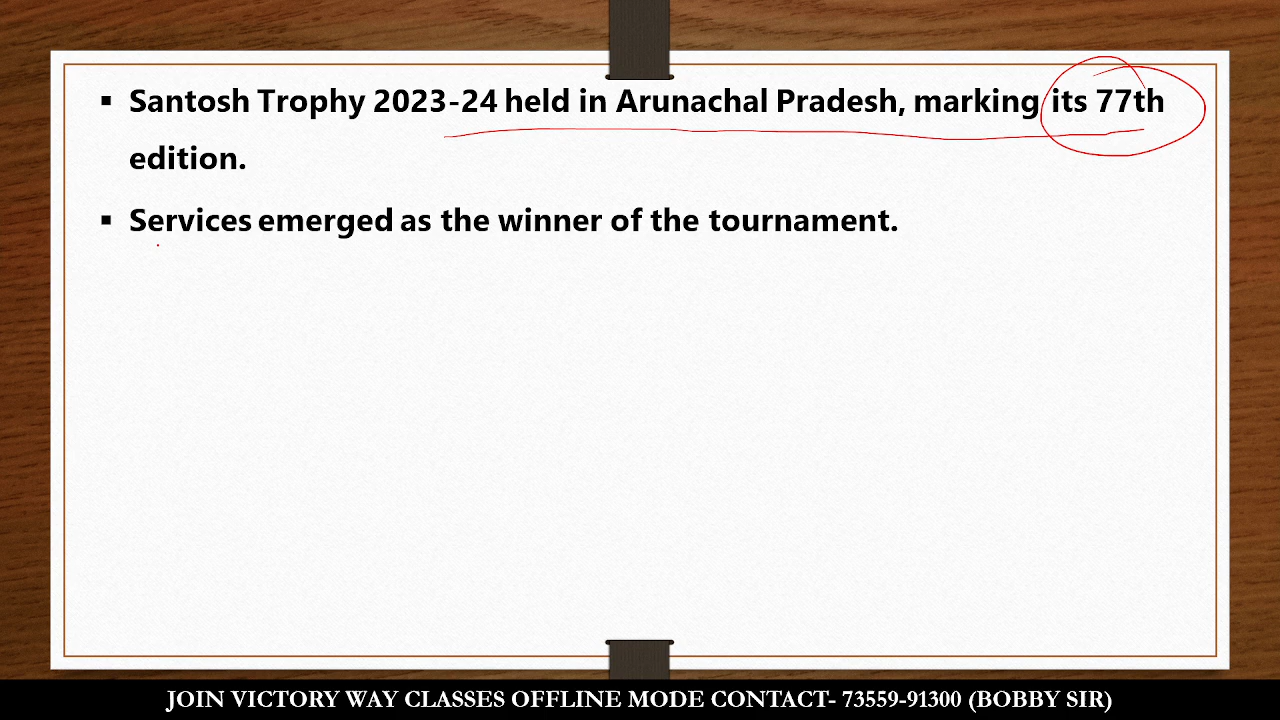 ▪ Santosh Trophy 2023-24 held in Arunachal Pradesh, marking its 77th
edition.
▪ Services emerged as the winner of the tournament.
JOIN VICTORY WAY CLASSES OFFLINE MODE CONTACT- 73559-91300 (BOBBY SIR)